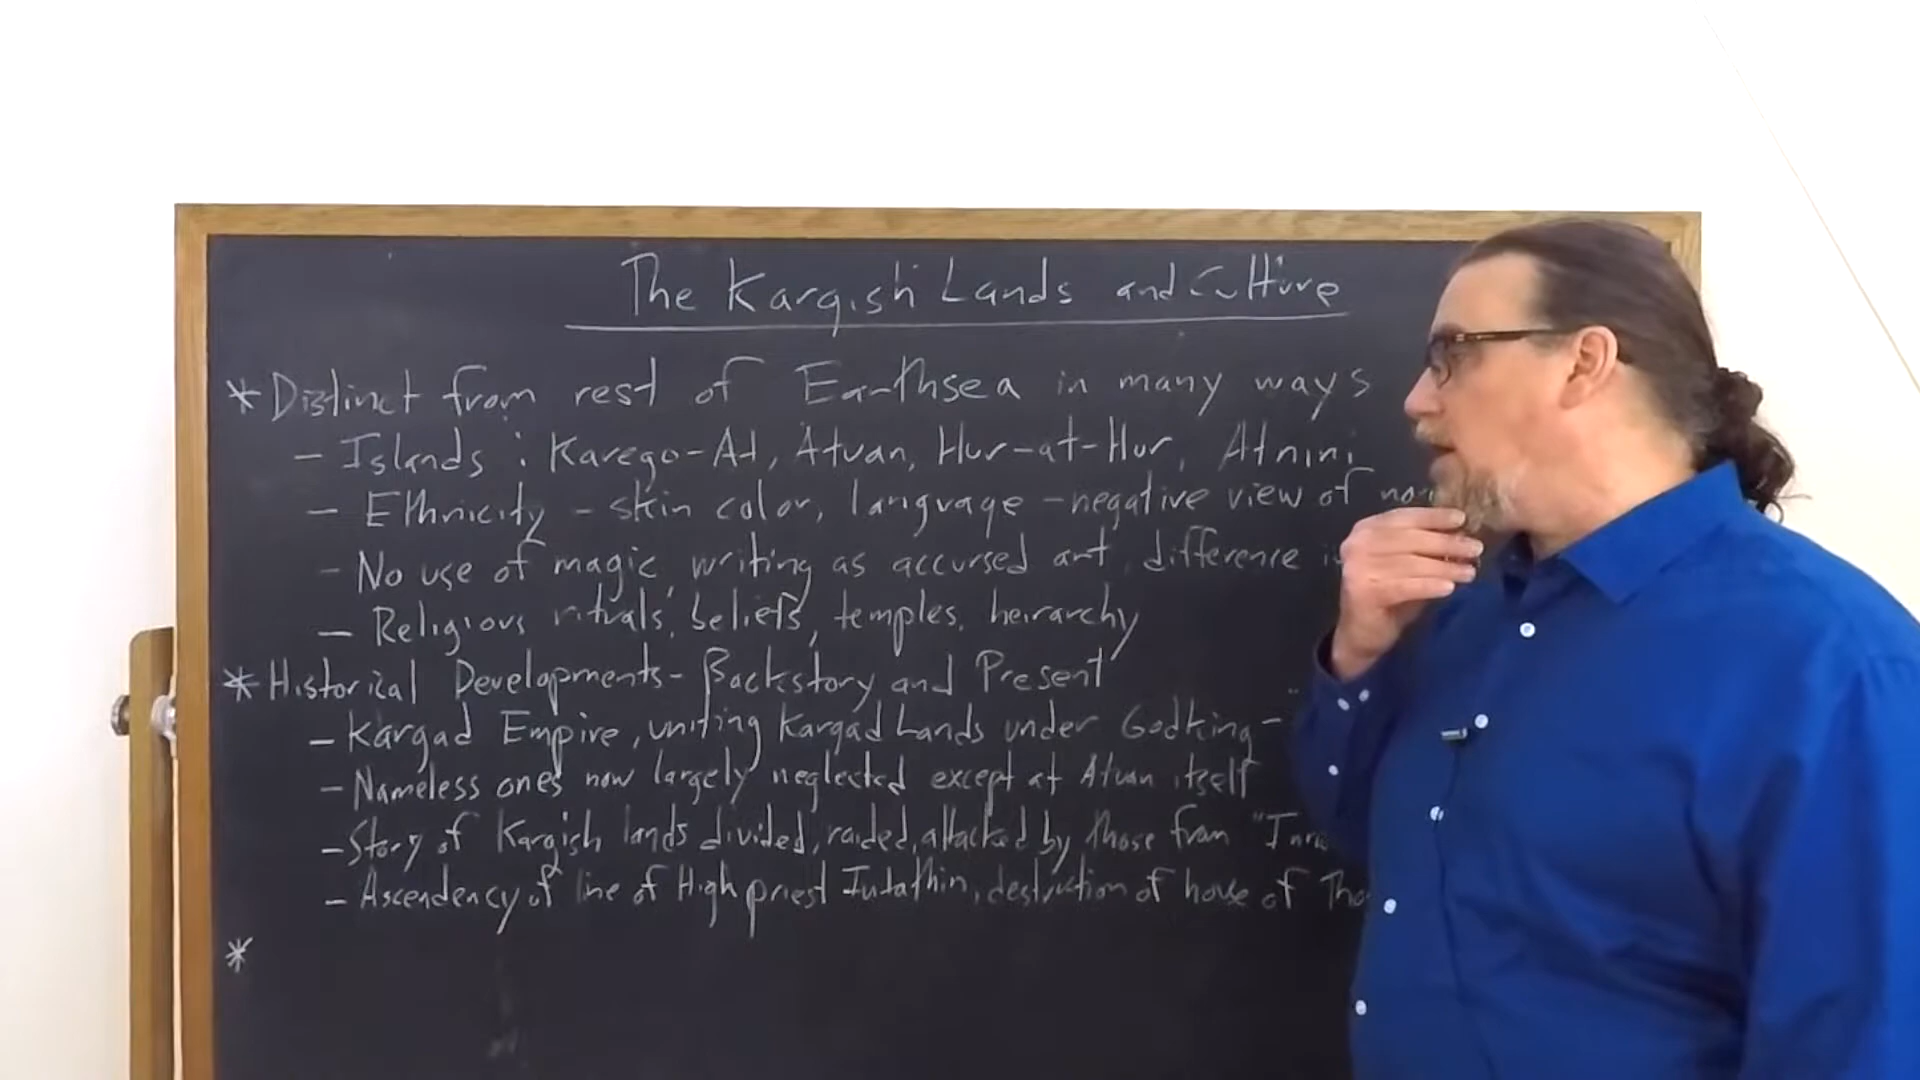 The Kargish Lands and Culture
* Distinct from rest of Earthsea in many ways
- Islands: Karego-At, Atuan, Hur-at-Hur, Atnini
- Ethnicity - skin color, language - negative view of
- No use of magic, writing as accursed art, difference
- Religious rituals, beliefs, temples, heirarchy
* Historical Developments - Backstory and Present
- Kargad Empire, uniting Kargad Lands under Godking - "
- Nameless ones now largely neglected except at Atuan itself
- Story of Kargish lands divided, raided, attacked by those from "
- Ascendency of line of High priest Intathin, destruction of house of
*